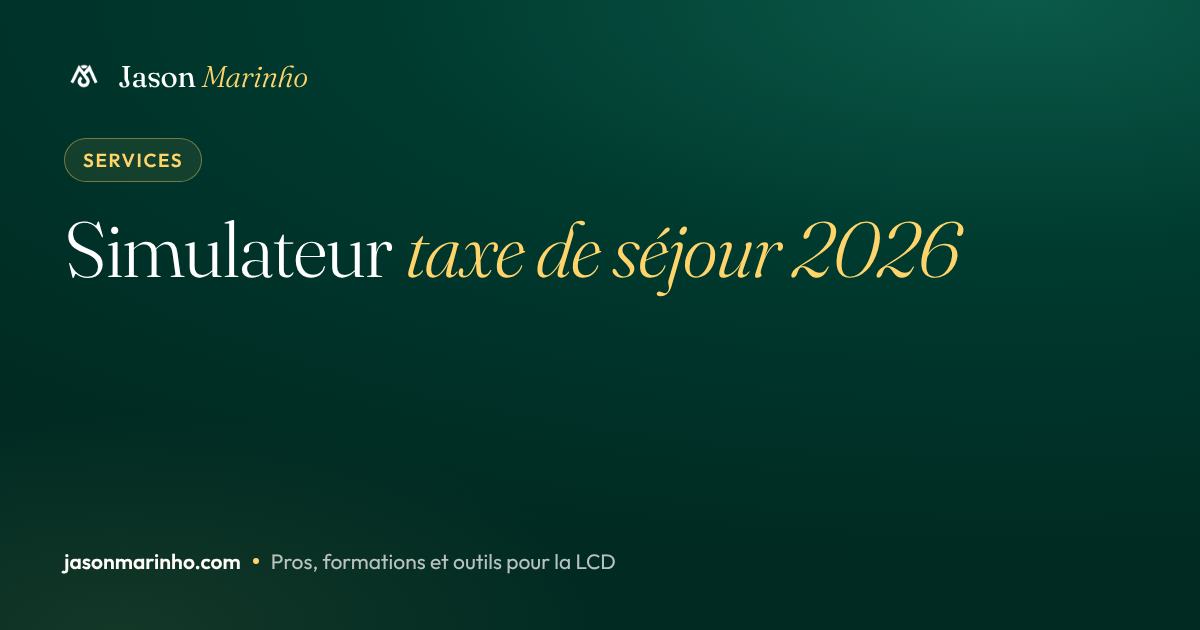 Jason Marinho
SERVICES
Simulateur taxe de séjour 2026
jasonmarinho.com • Pros, formations et outils pour la LCD